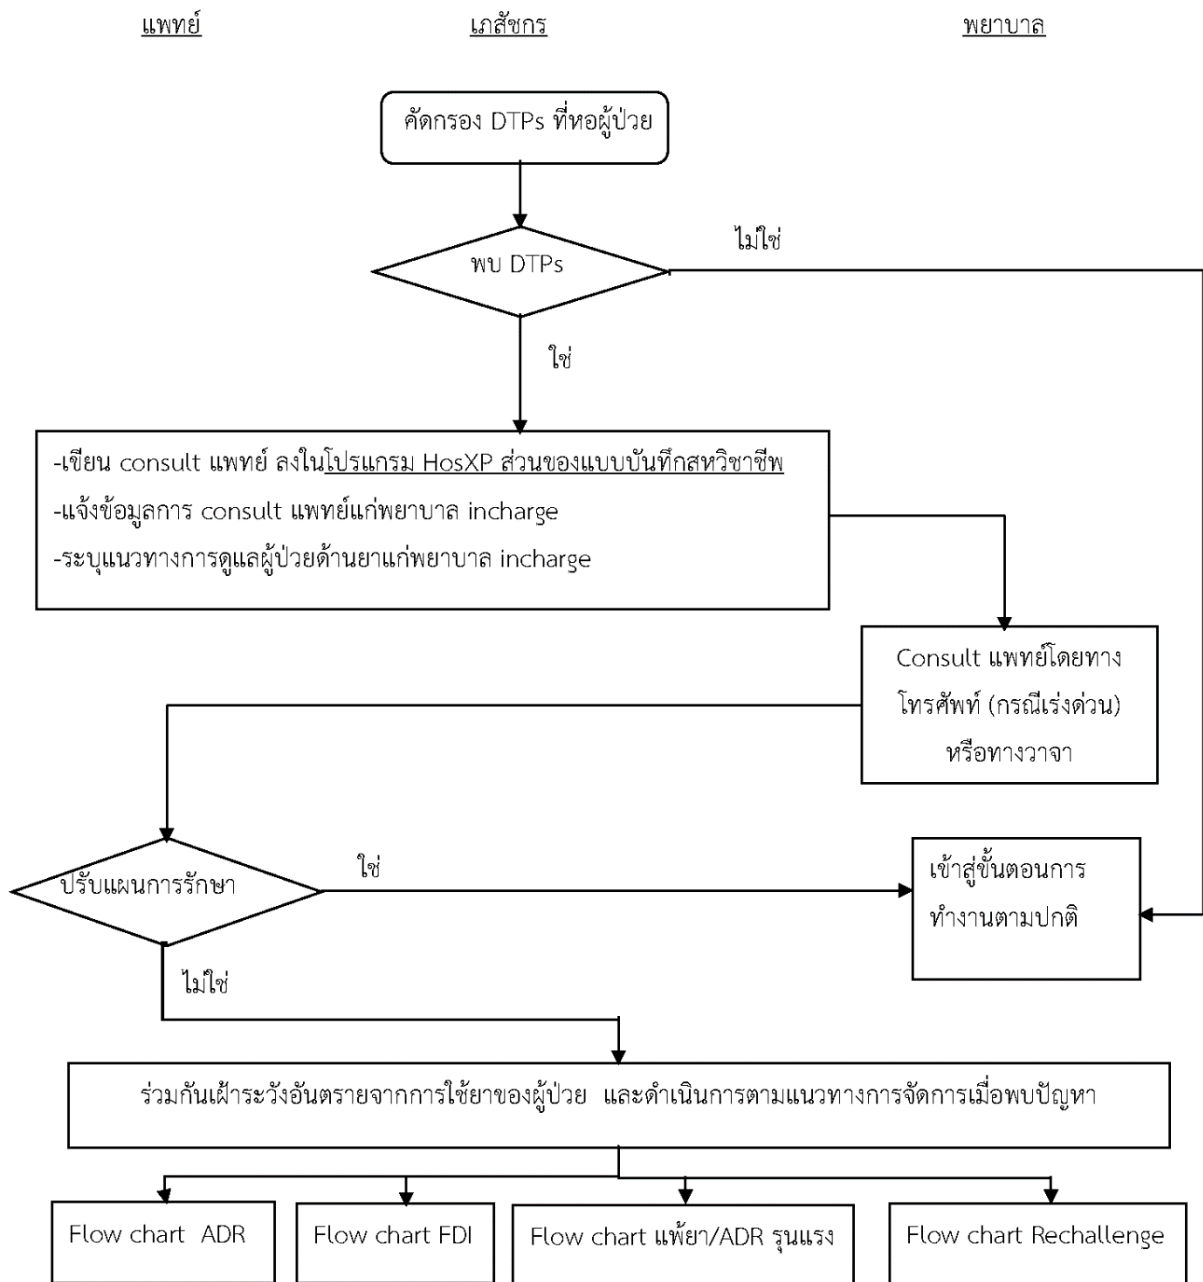 แพทย์
เภสัชกร
พยาบาล
คัดกรอง DTPs ที่หอผู้ป่วย
ไม่ใช่
พบ DTPs
ใช่
-เขียน consult แพทย์ ลงในโปรแกรม HosXP ส่วนของแบบบันทึกสหวิชาชีพ
-แจ้งข้อมูลการ consult แพทย์แก่พยาบาล incharge
-ระบุแนวทางการดูแลผู้ป่วยด้านยาแก่พยาบาล incharge
Consult แพทย์โดยทาง
โทรศัพท์ (กรณีเร่งด่วน)
หรือทางวาจา
ปรับแผนการรักษา
ใช่
เข้าสู่ขั้นตอนการ
ทำงานตามปกติ
ไม่ใช่
ร่วมกันเฝ้าระวังอันตรายจากการใช้ยาของผู้ป่วย และดำเนินการตามแนวทางการจัดการเมื่อพบปัญหา
Flow chart ADR
Flow chart FDI
Flow chart แพ้ยา/ADR รุนแรง
Flow chart Rechallenge